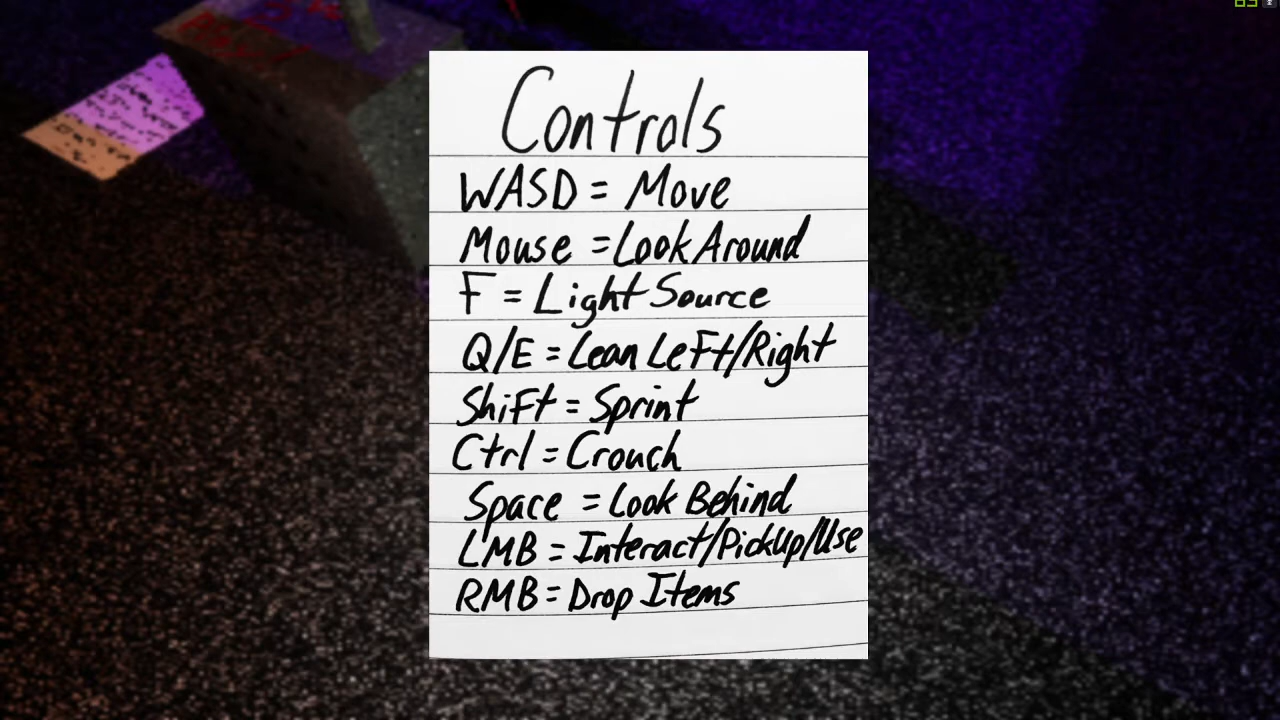 Controls
WASD = Move
Mouse = Look Around
F = Light Source
Q/E = Lean Left/Right
Shift = Sprint
Ctrl = Crouch
Space = Look Behind
LMB = Interact/PickUp/Use
RMB = Drop Items